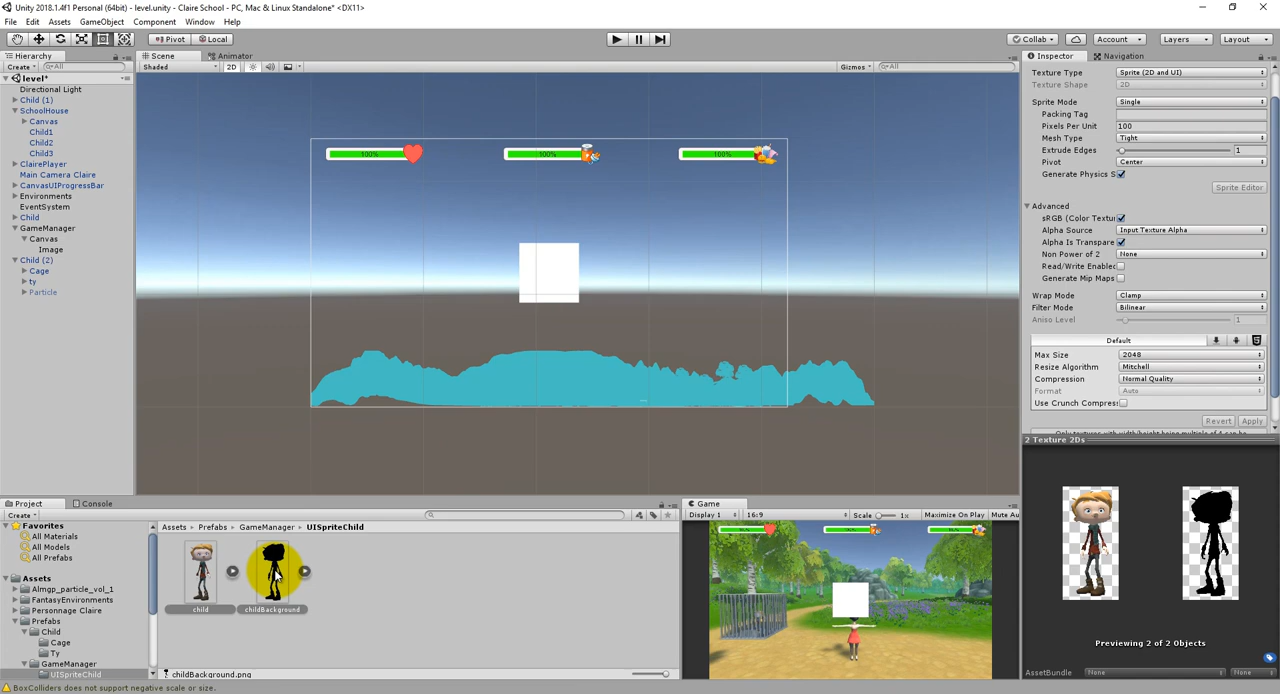 Unity 2018.1.4f1 Personal (64bit) - level.unity - Claire School - PC, Mac & Linux Standalone* <DX11>
File Edit Assets GameObject Component Window Help
Pivot Local Collab Account Layers Layout
Hierarchy Scene Animator Inspector Navigation
Create All Shaded 2D Gizmos All
level*
Directional Light
Child (1)
SchoolHouse
Canvas
Child1
Child2
Child3
ClairePlayer
Main Camera Claire
CanvasUIProgressBar
Environments
EventSystem
Child
GameManager
Canvas
Image
Child (2)
Cage
ty
Particle
100% 100% 100%
Texture Type Sprite (2D and UI)
Texture Shape 2D
Sprite Mode Single
Packing Tag
Pixels Per Unit 100
Mesh Type Tight
Extrude Edges 1
Pivot Center
Generate Physics S
Sprite Editor
Advanced
sRGB (Color Textur
Alpha Source Input Texture Alpha
Alpha Is Transpare
Non Power of 2 None
Read/Write Enabled
Generate Mip Maps
Wrap Mode Clamp
Filter Mode Bilinear
Aniso Level 1
Default
Max Size 2048
Resize Algorithm Mitchell
Compression Normal Quality
Format Auto
Use Crunch Compres
Revert Apply
2 Texture 2Ds
Previewing 2 of 2 Objects
AssetBundle None None
Project Console
Create
Favorites
All Materials
All Models
All Prefabs
Assets
Almgp_particle_vol_1
FantasyEnvironments
Personnage Claire
Prefabs
Child
Cage
Ty
GameManager
UISpriteChild
Assets Prefabs GameManager UISpriteChild
child childBackground
childBackground.png
Game
Display 1 16:9 Scale 1x Maximize On Play Mute Au
BoxColliders does not support negative scale or size.